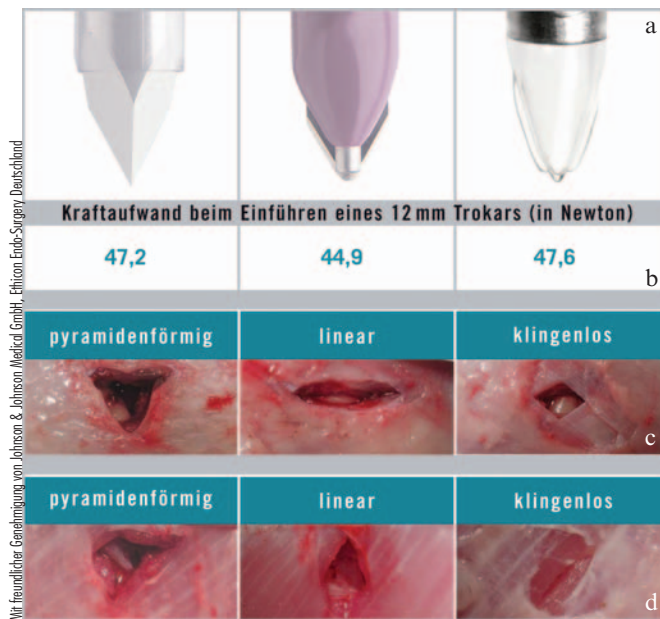 a
Kraftaufwand beim Einführen eines 12 mm Trokars (in Newton)
47,2 44,9 47,6
b
pyramidenförmig linear klingenlos
c
pyramidenförmig linear klingenlos
d
Mit freundlicher Genehmigung von Johnson & Johnson Medical GmbH, Ethicon Endo-Surgery Deutschland